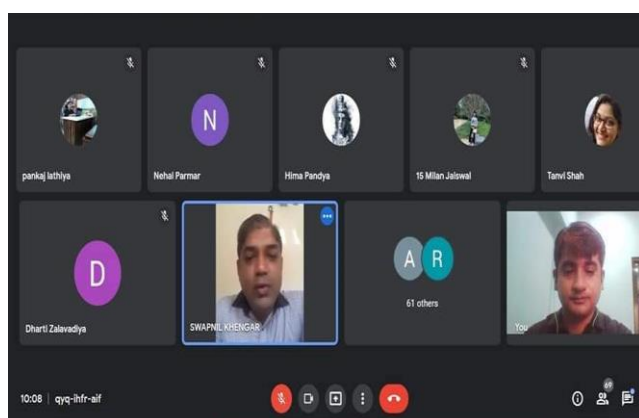 N
pankaj lathiya
Nehal Parmar
Hima Pandya
15 Milan Jaiswal
Tanvi Shah
D
A R
61 others
Dharti Zalavadiya
SWAPNIL KHENGAR
You
10:08 | qyq-ihfr-aif
69